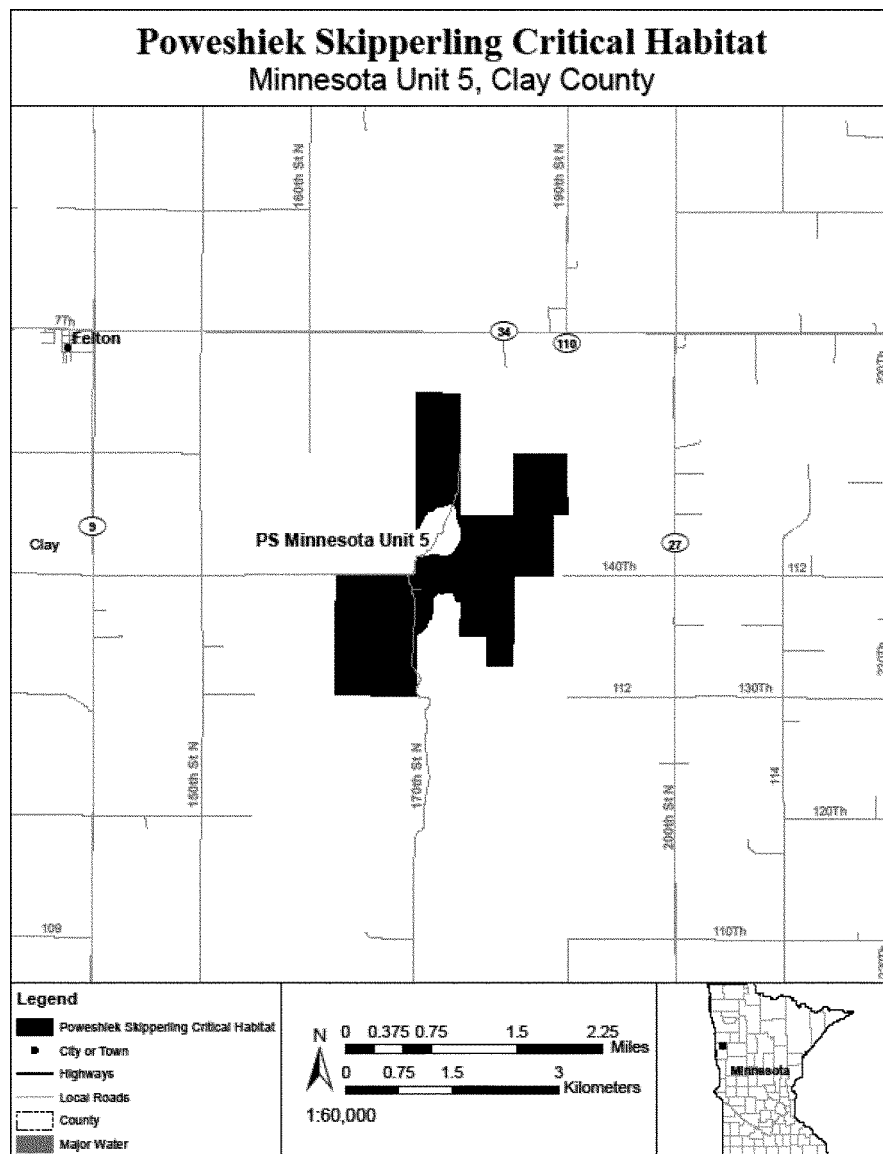 Poweshiek Skipperling Critical Habitat
Minnesota Unit 5, Clay County
160th St N
190th St N
7Th
Felton
34
110
230Th
9
Clay
PS Minnesota Unit 5
27
140Th
112
112
130Th
150th St N
170th St N
200th St N
114
120Th
109
110Th
Legend
Poweshiek Skipperling Critical Habitat
City or Town
Highways
Local Roads
County
Major Water
N
0 0.375 0.75 1.5 2.25
Miles
0 0.75 1.5 3
Kilometers
1:60,000
Minnesota